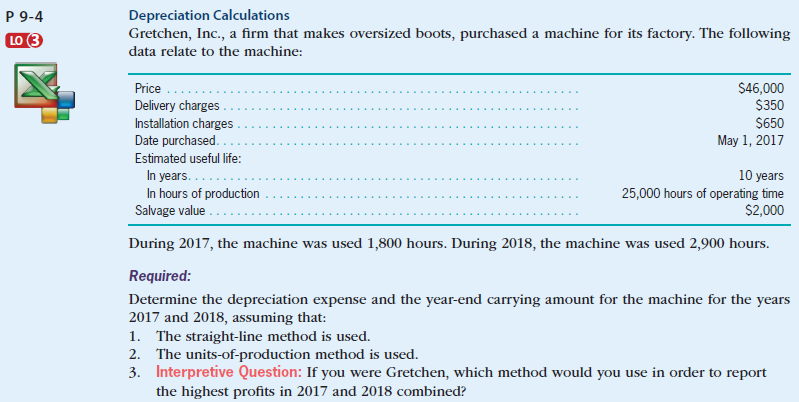 P 9-4
LO 3
Depreciation Calculations
Gretchen, Inc., a firm that makes oversized boots, purchased a machine for its factory. The following
data relate to the machine:
Price . . . . . . . . . . . . . . . . . . . . $46,000
Delivery charges . . . . . . . . . . . . . . . . . . . . $350
Installation charges . . . . . . . . . . . . . . . . . . . . $650
Date purchased. . . . . . . . . . . . . . . . . . . . May 1, 2017
Estimated useful life:
In years. . . . . . . . . . . . . . . . . . . . 10 years
In hours of production . . . . . . . . . . . . . . . . . . . . 25,000 hours of operating time
Salvage value . . . . . . . . . . . . . . . . . . . . $2,000
During 2017, the machine was used 1,800 hours. During 2018, the machine was used 2,900 hours.
Required:
Determine the depreciation expense and the year-end carrying amount for the machine for the years
2017 and 2018, assuming that:
1. The straight-line method is used.
2. The units-of-production method is used.
3. Interpretive Question: If you were Gretchen, which method would you use in order to report
the highest profits in 2017 and 2018 combined?